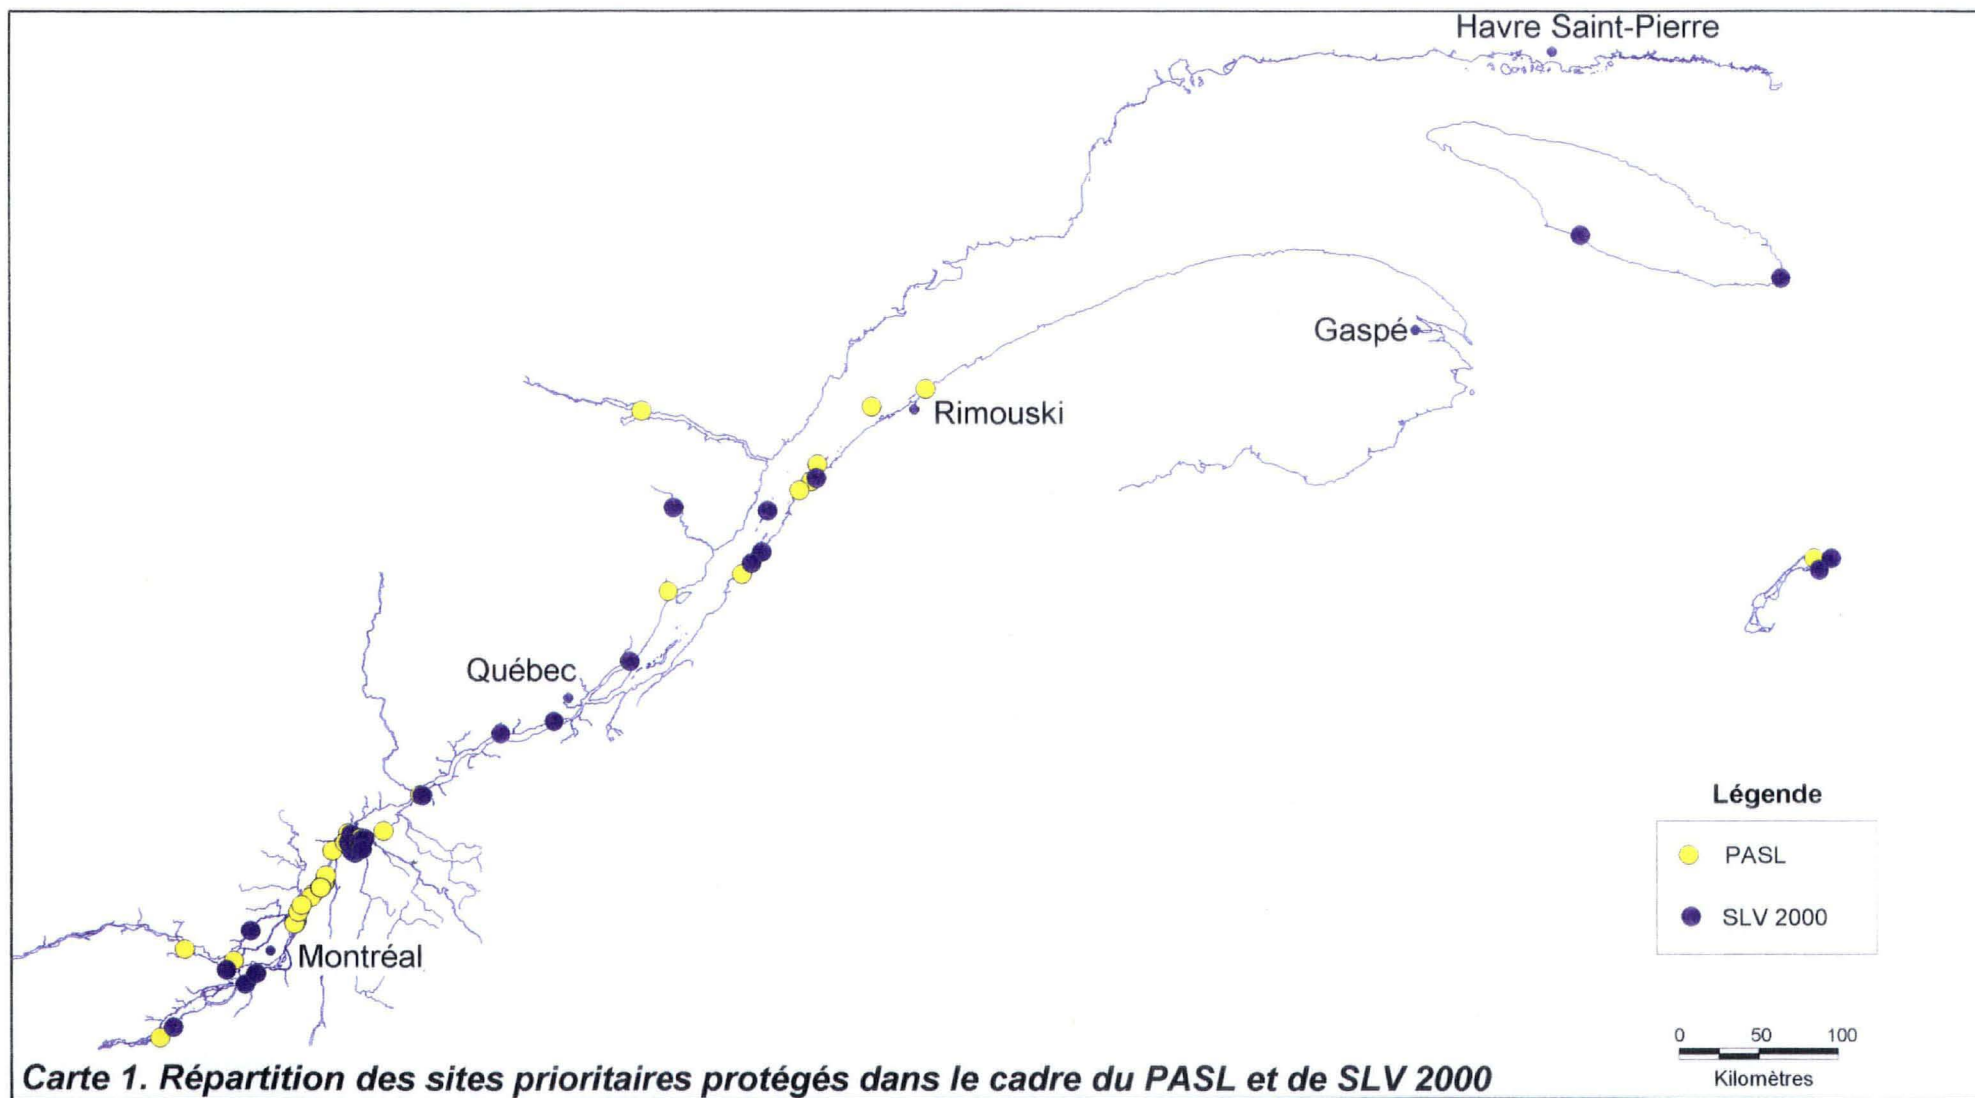 Havre Saint-Pierre
Gaspé
Rimouski
Québec
Montréal
Légende
PASL
SLV 2000
0 50 100
Kilomètres
Carte 1. Répartition des sites prioritaires protégés dans le cadre du PASL et de SLV 2000